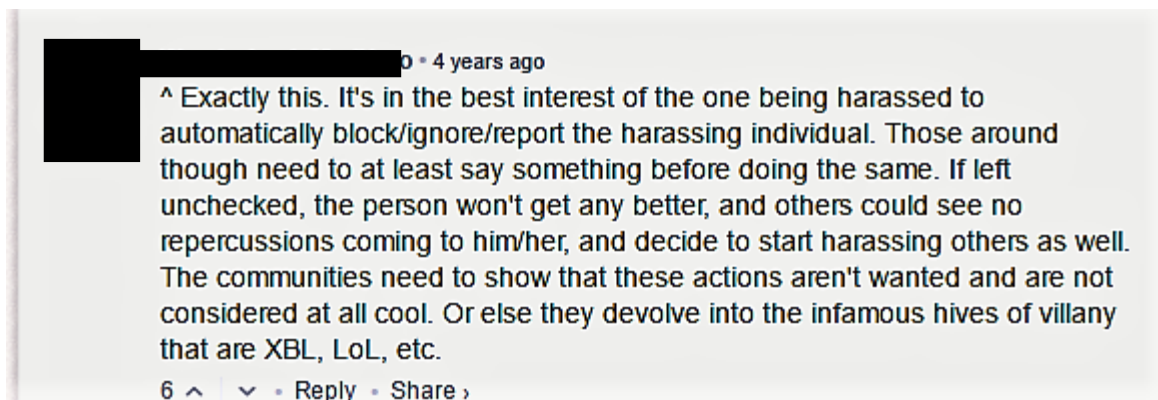 o • 4 years ago
^ Exactly this. It's in the best interest of the one being harassed to
automatically block/ignore/report the harassing individual. Those around
though need to at least say something before doing the same. If left
unchecked, the person won't get any better, and others could see no
repercussions coming to him/her, and decide to start harassing others as well.
The communities need to show that these actions aren't wanted and are not
considered at all cool. Or else they devolve into the infamous hives of villany
that are XBL, LoL, etc.
6 ^ | v • Reply • Share ›